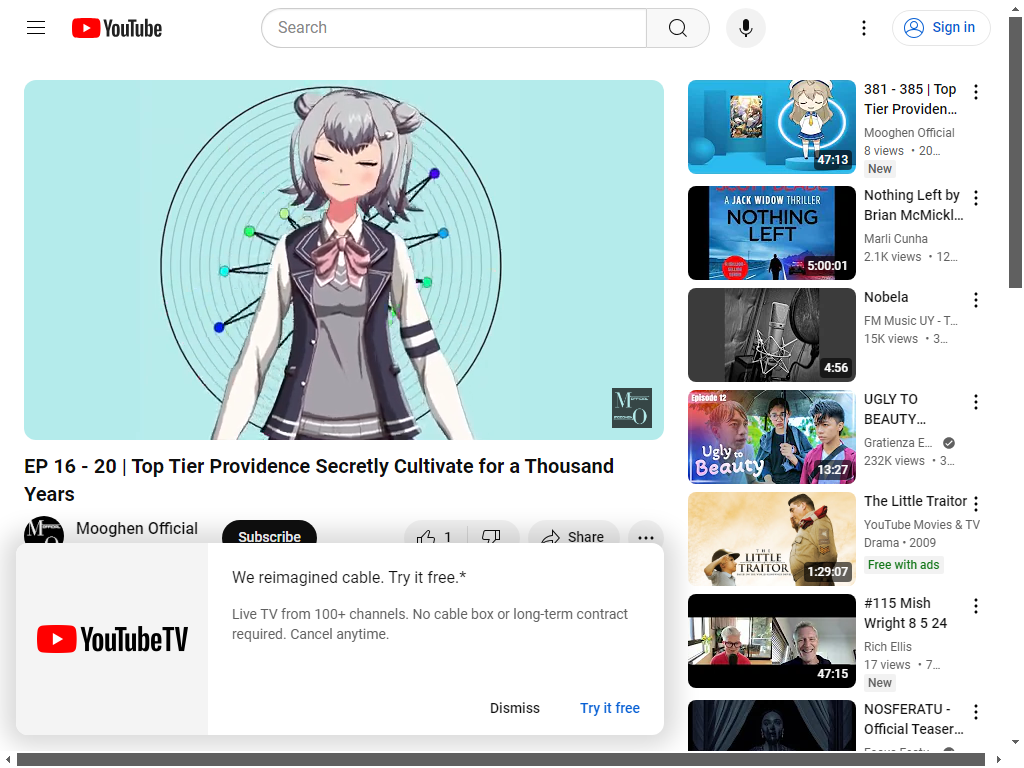 YouTube
Search
Sign in
EP 16 - 20 | Top Tier Providence Secretly Cultivate for a Thousand
Years
Mooghen Official
Subscribe
1
Share
YouTubeTV
We reimagined cable. Try it free.*
Live TV from 100+ channels. No cable box or long-term contract
required. Cancel anytime.
Dismiss
Try it free
47:13
381 - 385 | Top
Tier Providen...
Mooghen Official
8 views • 20...
New
A JACK WIDOW THRILLER
NOTHING
LEFT
5:00:01
Nothing Left by
Brian McMickl...
Marli Cunha
2.1K views • 12...
4:56
Nobela
FM Music UY - T...
15K views • 3...
Episode 12
Ugly to
Beauty
13:27
UGLY TO
BEAUTY...
Gratienza E...
232K views • 3...
THE
LITTLE
TRAITOR
1:29:07
The Little Traitor
YouTube Movies & TV
Drama • 2009
Free with ads
47:15
#115 Mish
Wright 8 5 24
Rich Ellis
17 views • 7...
New
NOSFERATU -
Official Teaser...